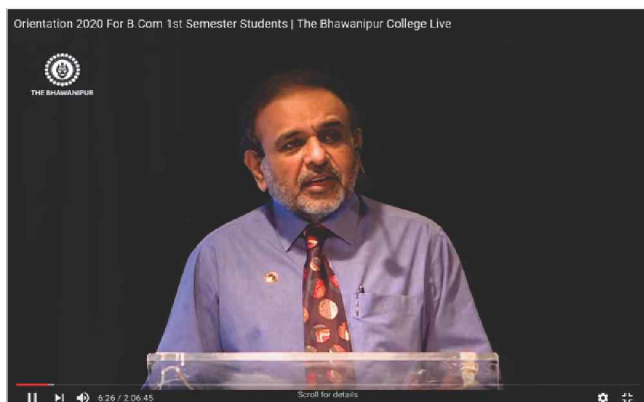 Orientation 2020 For B.Com 1st Semester Students | The Bhawanipur College Live
THE BHAWANIPUR
6:26 / 2:06:45
Scroll for details